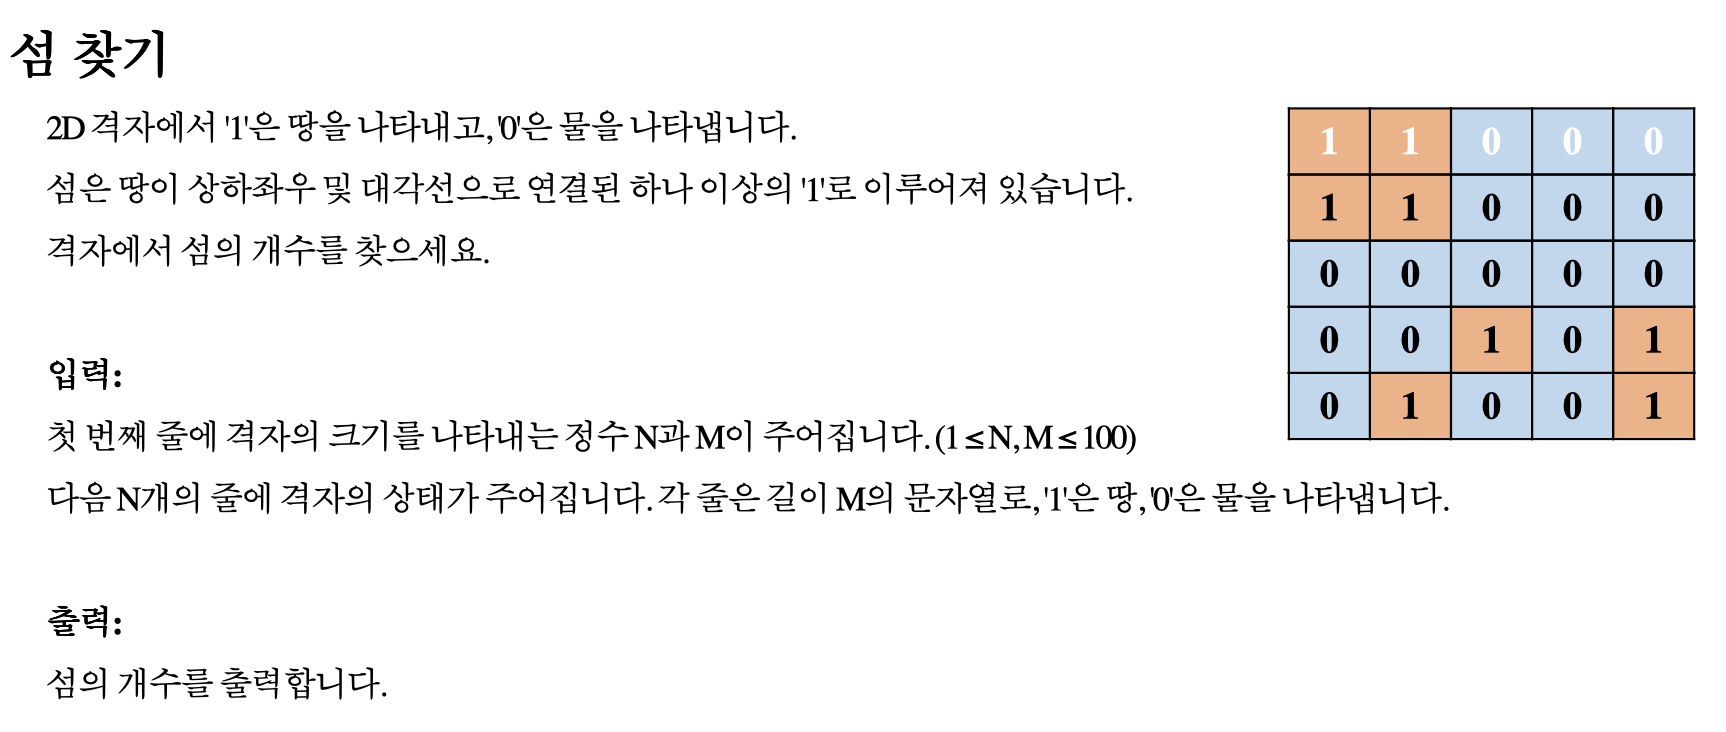 섬 찾기
2D 격자에서 '1'은 땅을 나타내고, '0'은 물을 나타냅니다.
섬은 땅이 상하좌우 및 대각선으로 연결된 하나 이상의 '1'로 이루어져 있습니다.
격자에서 섬의 개수를 찾으세요.
1 1 0 0 0
1 1 0 0 0
0 0 0 0 0
0 0 1 0 1
0 1 0 0 1
입력:
첫 번째 줄에 격자의 크기를 나타내는 정수 N과 M이 주어집니다. (1 ≤ N, M ≤ 100)
다음 N개의 줄에 격자의 상태가 주어집니다. 각 줄은 길이 M의 문자열로, '1'은 땅, '0'은 물을 나타냅니다.
출력:
섬의 개수를 출력합니다.